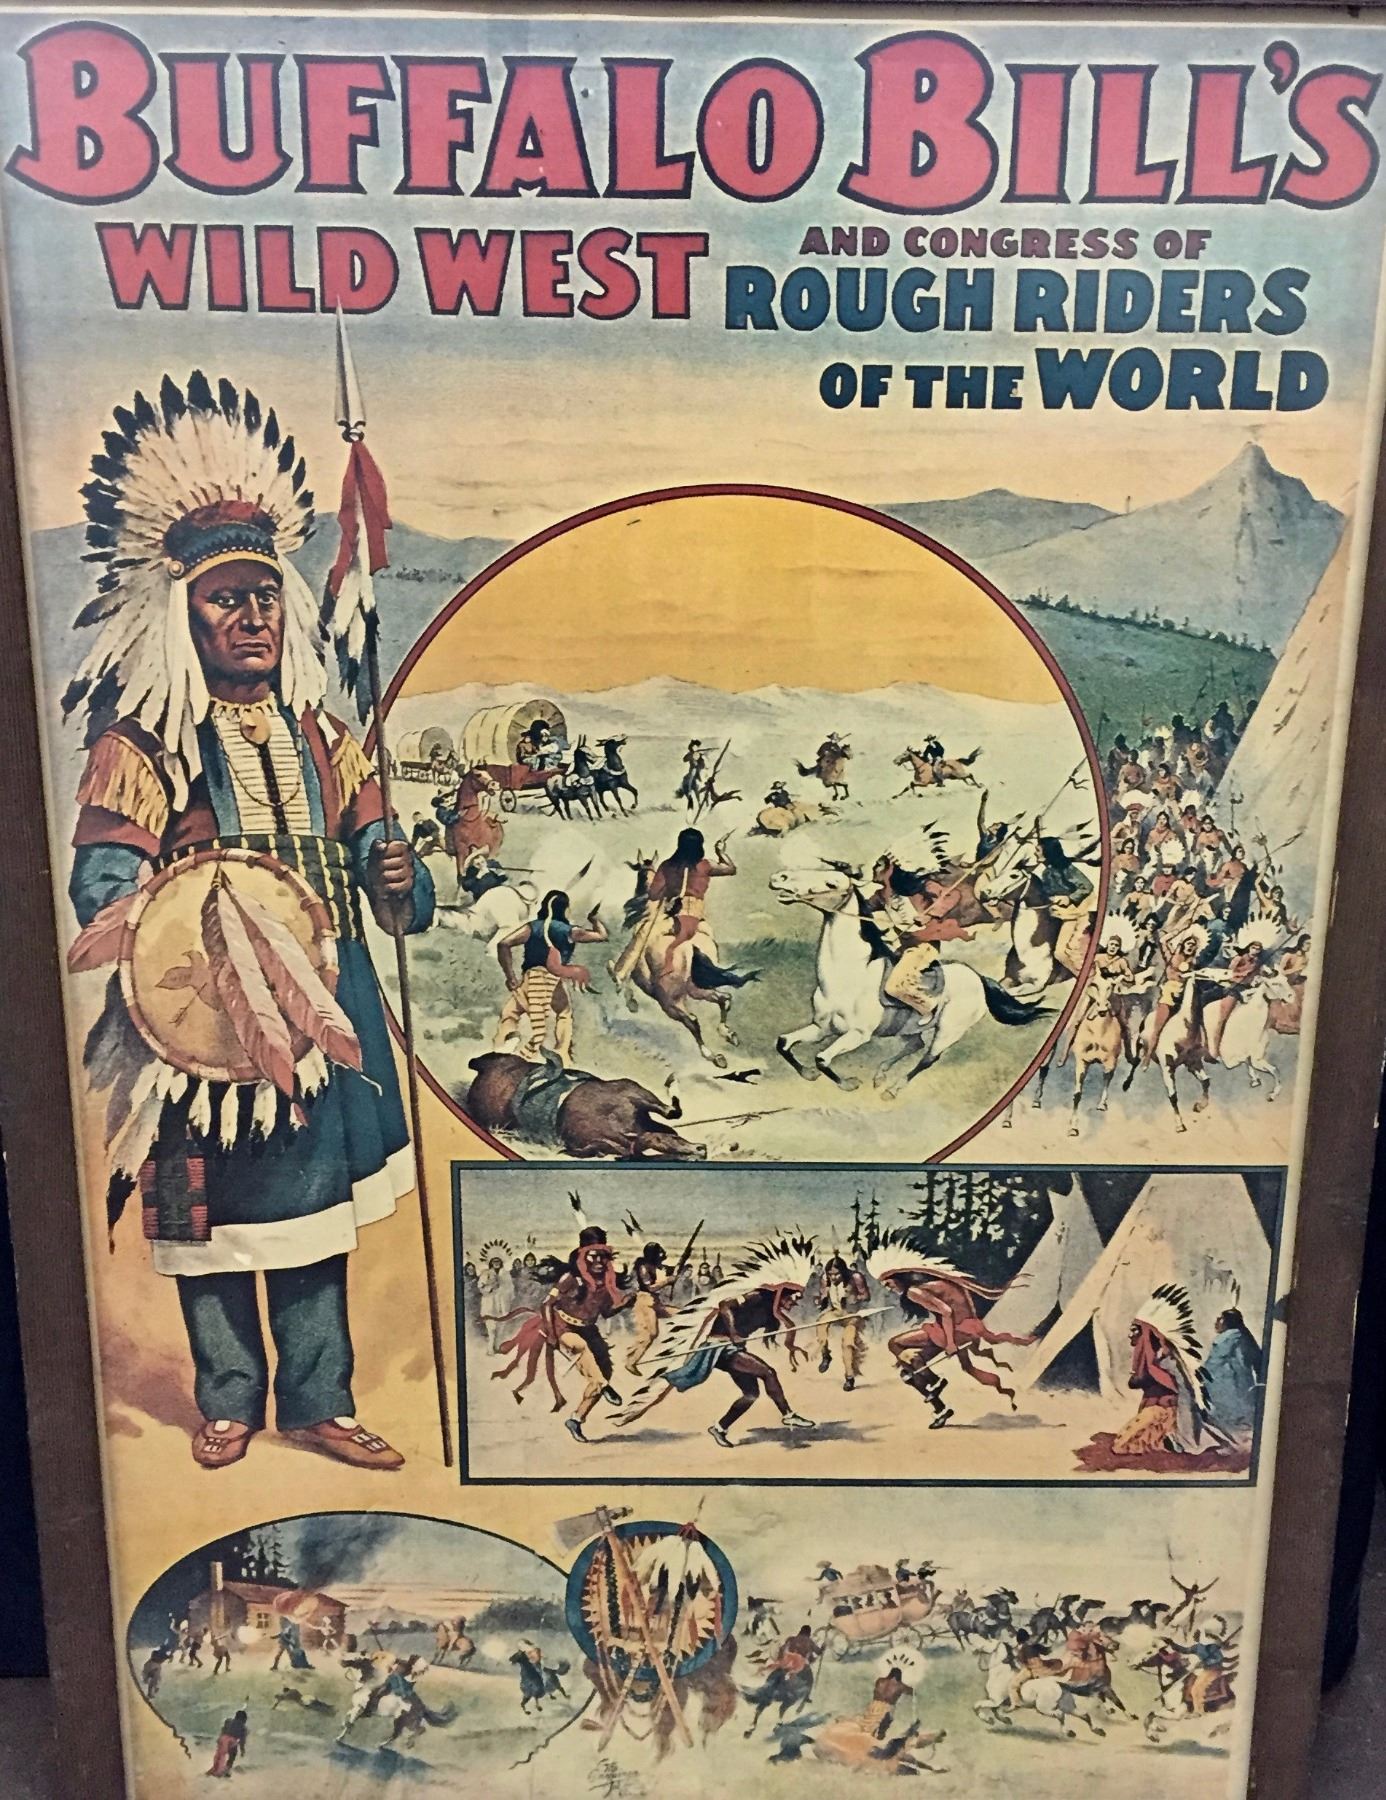 BUFFALO BILL'S
WILD WEST
AND CONGRESS OF
ROUGH RIDERS
OF THE WORLD